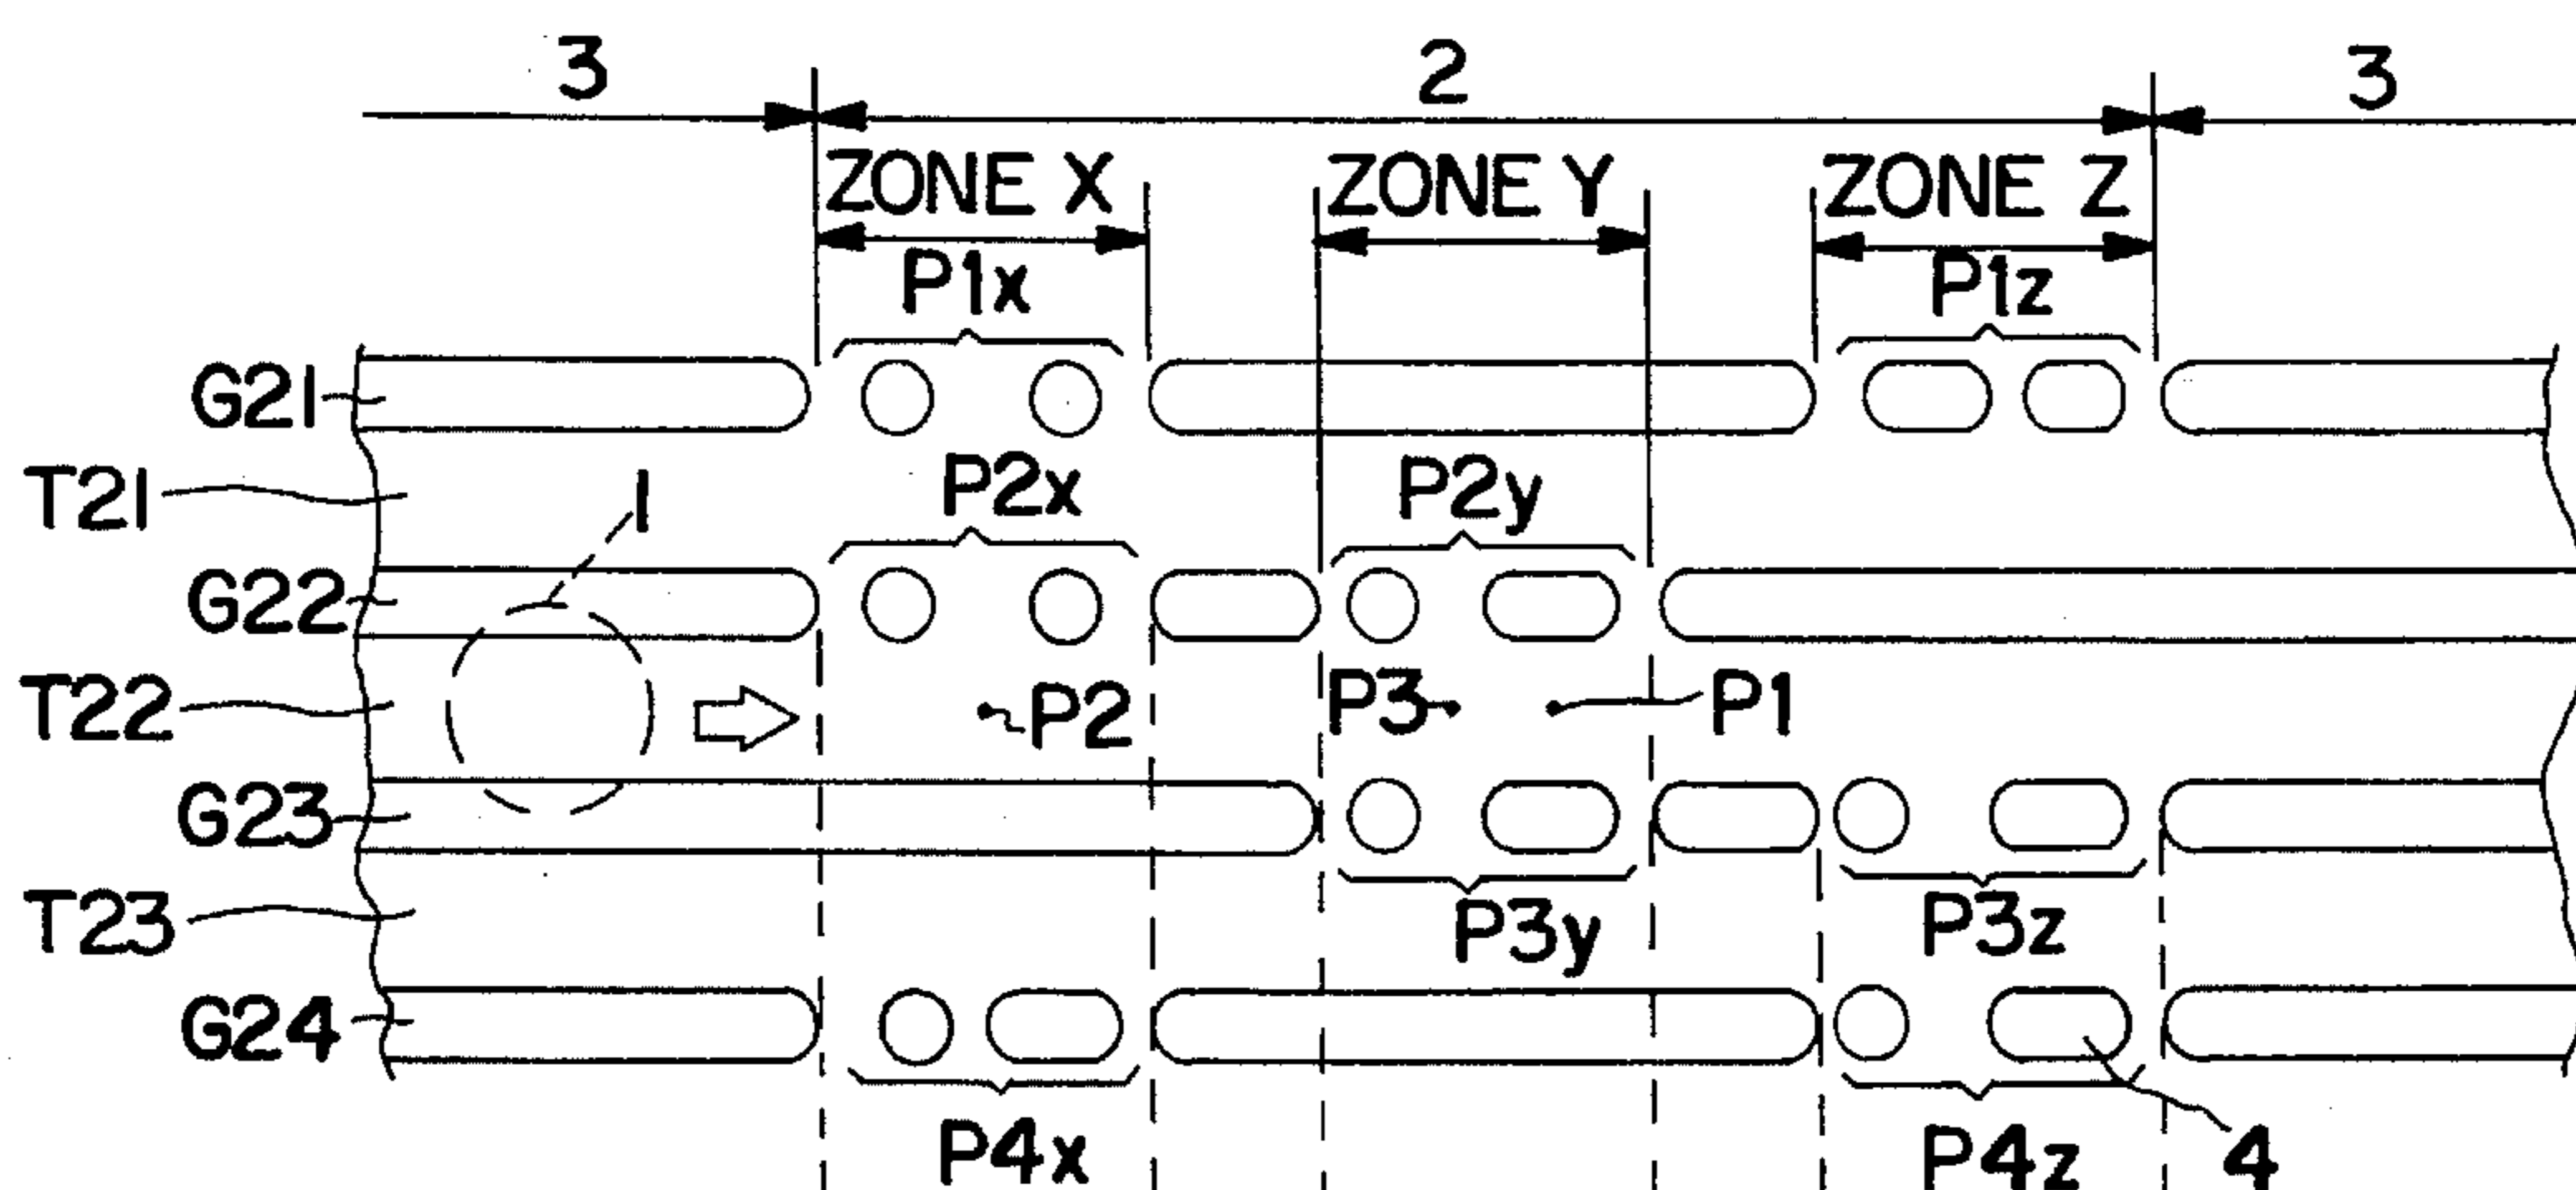 3 2 3
ZONE X ZONE Y ZONE Z
P1x P1z
G21
T21 1 P2x P2y
G22
T22 P2 P3 P1
G23
T23 P3y P3z
G24
P4x P4z 4